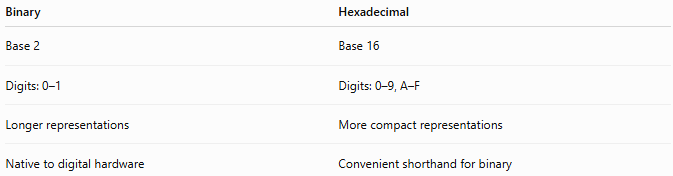 Binary Hexadecimal
Base 2 Base 16
Digits: 0–1 Digits: 0–9, A–F
Longer representations More compact representations
Native to digital hardware Convenient shorthand for binary